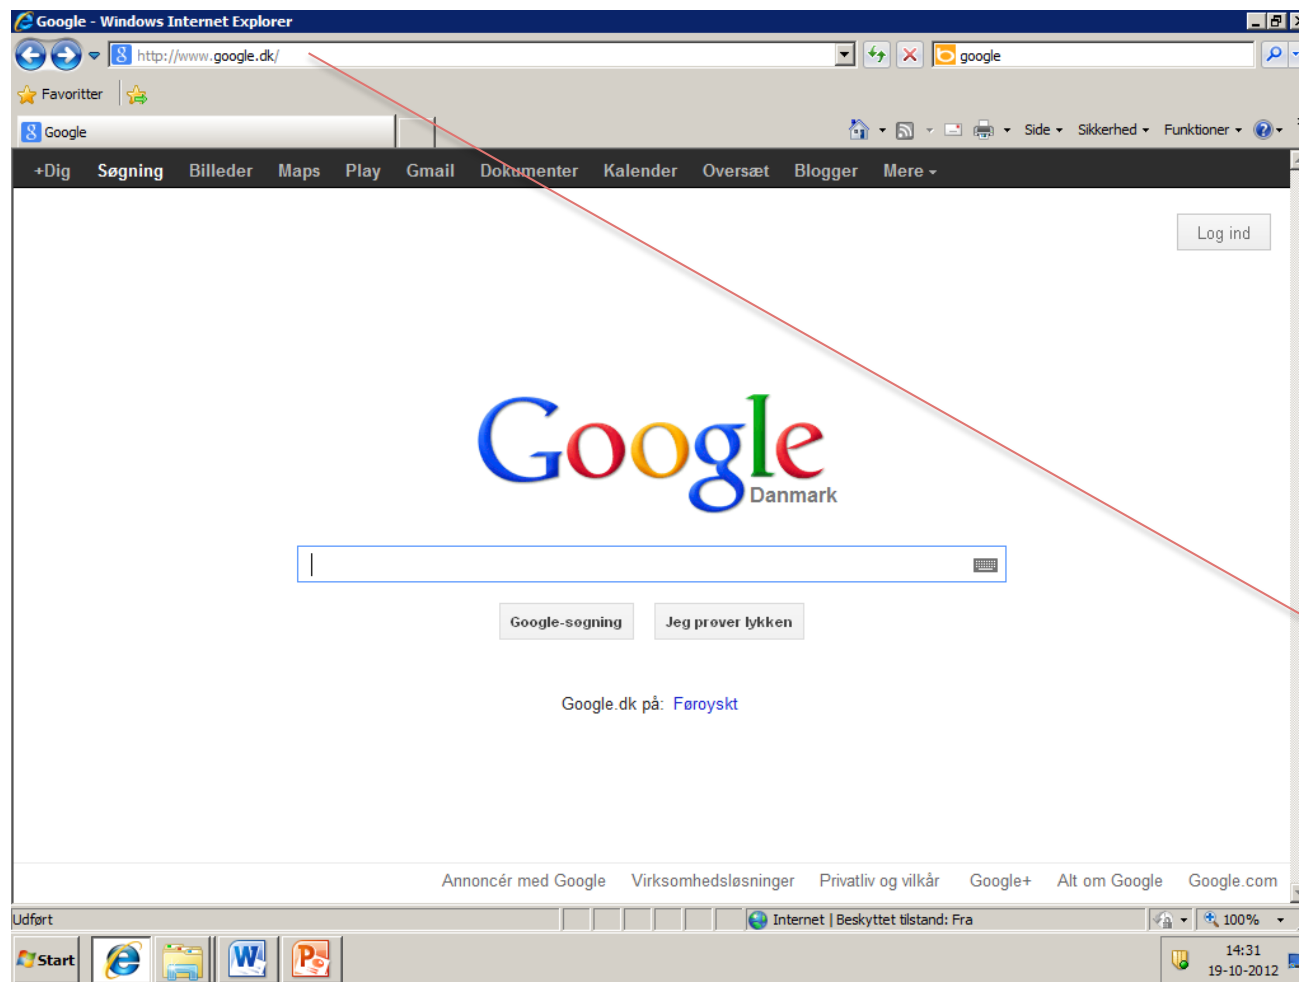 Google - Windows Internet Explorer
http://www.google.dk/
google
Favoritter
Google
Side
Sikkerhed
Funktioner
+Dig Søgning Billeder Maps Play Gmail Dokumenter Kalender Oversæt Blogger Mere
Log ind
Google
Danmark
Google-søgning Jeg prøver lykken
Google.dk på: Føroyskt
Annoncér med Google Virksomhedsløsninger Privatliv og vilkår Google+ Alt om Google Google.com
Udført
Internet | Beskyttet tilstand: Fra
100%
Start
14:31
19-10-2012